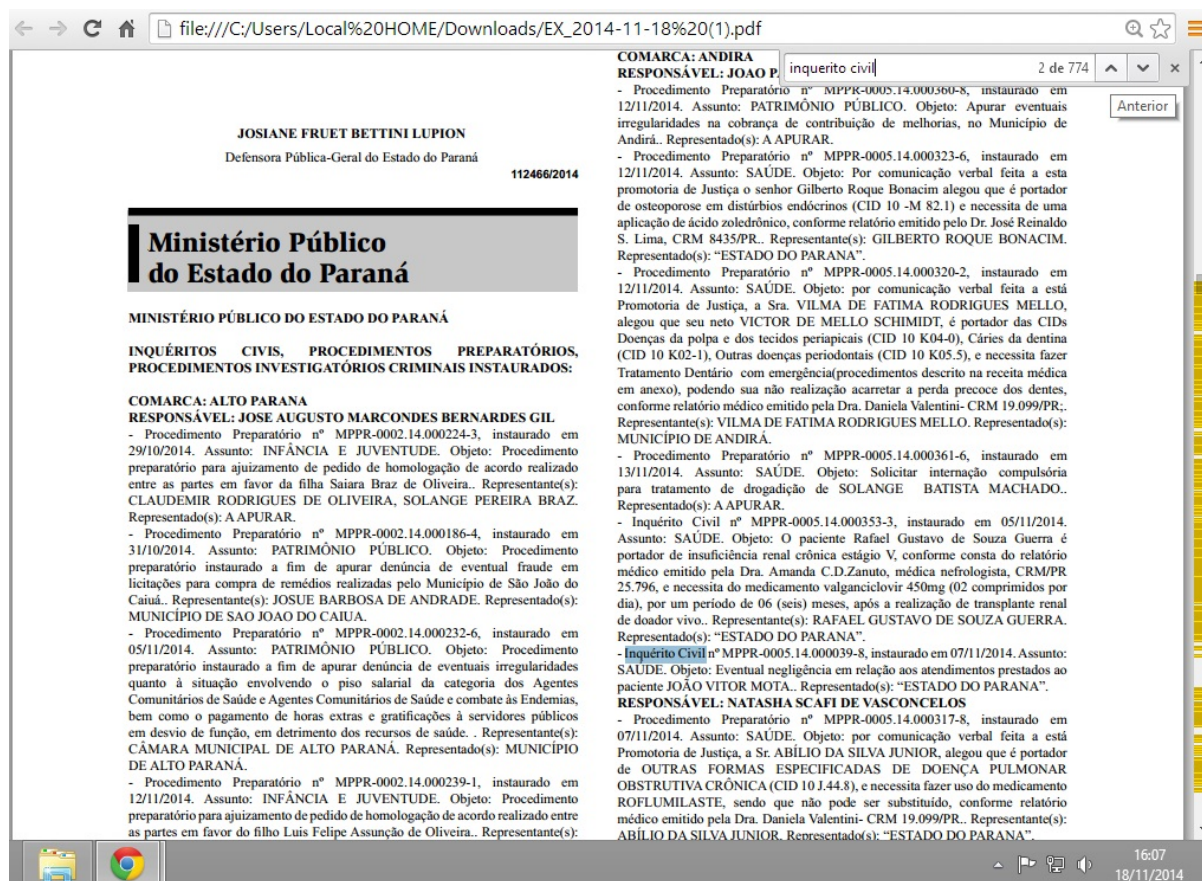 file:///C:/Users/Local%20HOME/Downloads/EX_2014-11-18%20(1).pdf
inquerito civil
2 de 774
Anterior
JOSIANE FRUET BETTINI LUPION
Defensora Pública-Geral do Estado do Paraná
112466/2014
Ministério Público
do Estado do Paraná
MINISTÉRIO PÚBLICO DO ESTADO DO PARANÁ
INQUÉRITOS CIVIS, PROCEDIMENTOS PREPARATÓRIOS,
PROCEDIMENTOS INVESTIGATÓRIOS CRIMINAIS INSTAURADOS:
COMARCA: ALTO PARANA
RESPONSÁVEL: JOSE AUGUSTO MARCONDES BERNARDES GIL
- Procedimento Preparatório nº MPPR-0002.14.000224-3, instaurado em
29/10/2014. Assunto: INFÂNCIA E JUVENTUDE. Objeto: Procedimento
preparatório para ajuizamento de pedido de homologação de acordo realizado
entre as partes em favor da filha Saiara Braz de Oliveira.. Representante(s):
CLAUDEMIR RODRIGUES DE OLIVEIRA, SOLANGE PEREIRA BRAZ.
Representado(s): A APURAR.
- Procedimento Preparatório nº MPPR-0002.14.000186-4, instaurado em
31/10/2014. Assunto: PATRIMÔNIO PÚBLICO. Objeto: Procedimento
preparatório instaurado a fim de apurar denúncia de eventual fraude em
licitações para compra de remédios realizadas pelo Município de São João do
Caiuá.. Representante(s): JOSUE BARBOSA DE ANDRADE. Representado(s):
MUNICÍPIO DE SAO JOAO DO CAIUA.
- Procedimento Preparatório nº MPPR-0002.14.000232-6, instaurado em
05/11/2014. Assunto: PATRIMÔNIO PÚBLICO. Objeto: Procedimento
preparatório instaurado a fim de apurar denúncia de eventuais irregularidades
quanto à situação envolvendo o piso salarial da categoria dos Agentes
Comunitários de Saúde e Agentes Comunitários de Saúde e combate às Endemias,
bem como o pagamento de horas extras e gratificações à servidores públicos
em desvio de função, em detrimento dos recursos de saúde. . Representante(s):
CÂMARA MUNICIPAL DE ALTO PARANÁ. Representado(s): MUNICÍPIO
DE ALTO PARANÁ.
- Procedimento Preparatório nº MPPR-0002.14.000239-1, instaurado em
12/11/2014. Assunto: INFÂNCIA E JUVENTUDE. Objeto: Procedimento
preparatório para ajuizamento de pedido de homologação de acordo realizado entre
as partes em favor do filho Luis Felipe Assunção de Oliveira.. Representante(s):
COMARCA: ANDIRA
RESPONSÁVEL: JOAO P
- Procedimento Preparatório nº MPPR-0005.14.000360-8, instaurado em
12/11/2014. Assunto: PATRIMÔNIO PÚBLICO. Objeto: Apurar eventuais
irregularidades na cobrança de contribuição de melhorias, no Município de
Andirá.. Representado(s): A APURAR.
- Procedimento Preparatório nº MPPR-0005.14.000323-6, instaurado em
12/11/2014. Assunto: SAÚDE. Objeto: Por comunicação verbal feita a esta
promotoria de Justiça o senhor Gilberto Roque Bonacim alegou que é portador
de osteoporose em distúrbios endócrinos (CID 10 -M 82.1) e necessita de uma
aplicação de ácido zoledrônico, conforme relatório emitido pelo Dr. José Reinaldo
S. Lima, CRM 8435/PR.. Representante(s): GILBERTO ROQUE BONACIM.
Representado(s): “ESTADO DO PARANA”.
- Procedimento Preparatório nº MPPR-0005.14.000320-2, instaurado em
12/11/2014. Assunto: SAÚDE. Objeto: por comunicação verbal feita a está
Promotoria de Justiça, a Sra. VILMA DE FATIMA RODRIGUES MELLO,
alegou que seu neto VICTOR DE MELLO SCHIMIDT, é portador das CIDs
Doenças da polpa e dos tecidos periapicais (CID 10 K04-0), Cáries da dentina
(CID 10 K02-1), Outras doenças periodontais (CID 10 K05.5), e necessita fazer
Tratamento Dentário com emergência(procedimentos descrito na receita médica
em anexo), podendo sua não realização acarretar a perda precoce dos dentes,
conforme relatório médico emitido pela Dra. Daniela Valentini- CRM 19.099/PR;.
Representante(s): VILMA DE FATIMA RODRIGUES MELLO. Representado(s):
MUNICÍPIO DE ANDIRÁ.
- Procedimento Preparatório nº MPPR-0005.14.000361-6, instaurado em
13/11/2014. Assunto: SAÚDE. Objeto: Solicitar internação compulsória
para tratamento de drogadição de SOLANGE BATISTA MACHADO..
Representado(s): A APURAR.
- Inquérito Civil nº MPPR-0005.14.000353-3, instaurado em 05/11/2014.
Assunto: SAÚDE. Objeto: O paciente Rafael Gustavo de Souza Guerra é
portador de insuficiência renal crônica estágio V, conforme consta do relatório
médico emitido pela Dra. Amanda C.D.Zanuto, médica nefrologista, CRM/PR
25.796, e necessita do medicamento valganciclovir 450mg (02 comprimidos por
dia), por um período de 06 (seis) meses, após a realização de transplante renal
de doador vivo.. Representante(s): RAFAEL GUSTAVO DE SOUZA GUERRA.
Representado(s): “ESTADO DO PARANA”.
- Inquérito Civil nº MPPR-0005.14.000039-8, instaurado em 07/11/2014. Assunto:
SAÚDE. Objeto: Eventual negligência em relação aos atendimentos prestados ao
paciente JOÃO VITOR MOTA.. Representado(s): “ESTADO DO PARANA”.
RESPONSÁVEL: NATASHA SCAFI DE VASCONCELOS
- Procedimento Preparatório nº MPPR-0005.14.000317-8, instaurado em
07/11/2014. Assunto: SAÚDE. Objeto: por comunicação verbal feita a está
Promotoria de Justiça, a Sr. ABÍLIO DA SILVA JUNIOR, alegou que é portador
de OUTRAS FORMAS ESPECIFICADAS DE DOENÇA PULMONAR
OBSTRUTIVA CRÔNICA (CID 10 J.44.8), e necessita fazer uso do medicamento
ROFLUMILASTE, sendo que não pode ser substituído, conforme relatório
médico emitido pela Dra. Daniela Valentini- CRM 19.099/PR.. Representante(s):
ABÍLIO DA SILVA JUNIOR. Representado(s): “ESTADO DO PARANA”.
16:07
18/11/2014